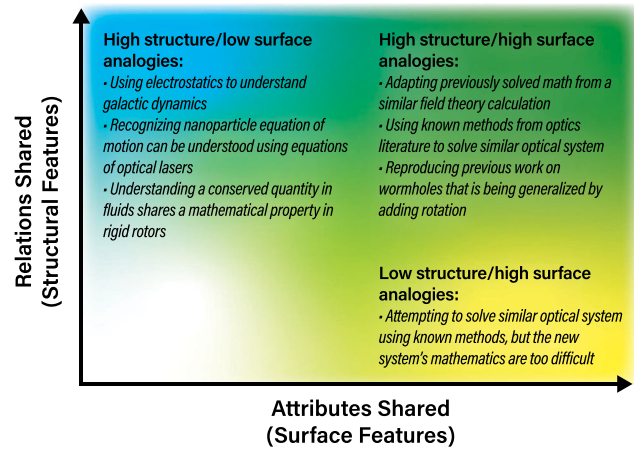 Relations Shared
(Structural Features)
High structure/low surface
analogies:
• Using electrostatics to understand
galactic dynamics
• Recognizing nanoparticle equation of
motion can be understood using equations
of optical lasers
• Understanding a conserved quantity in
fluids shares a mathematical property in
rigid rotors
High structure/high surface
analogies:
• Adapting previously solved math from a
similar field theory calculation
• Using known methods from optics
literature to solve similar optical system
• Reproducing previous work on
wormholes that is being generalized by
adding rotation
Low structure/high surface
analogies:
• Attempting to solve similar optical system
using known methods, but the new
system's mathematics are too difficult
Attributes Shared
(Surface Features)